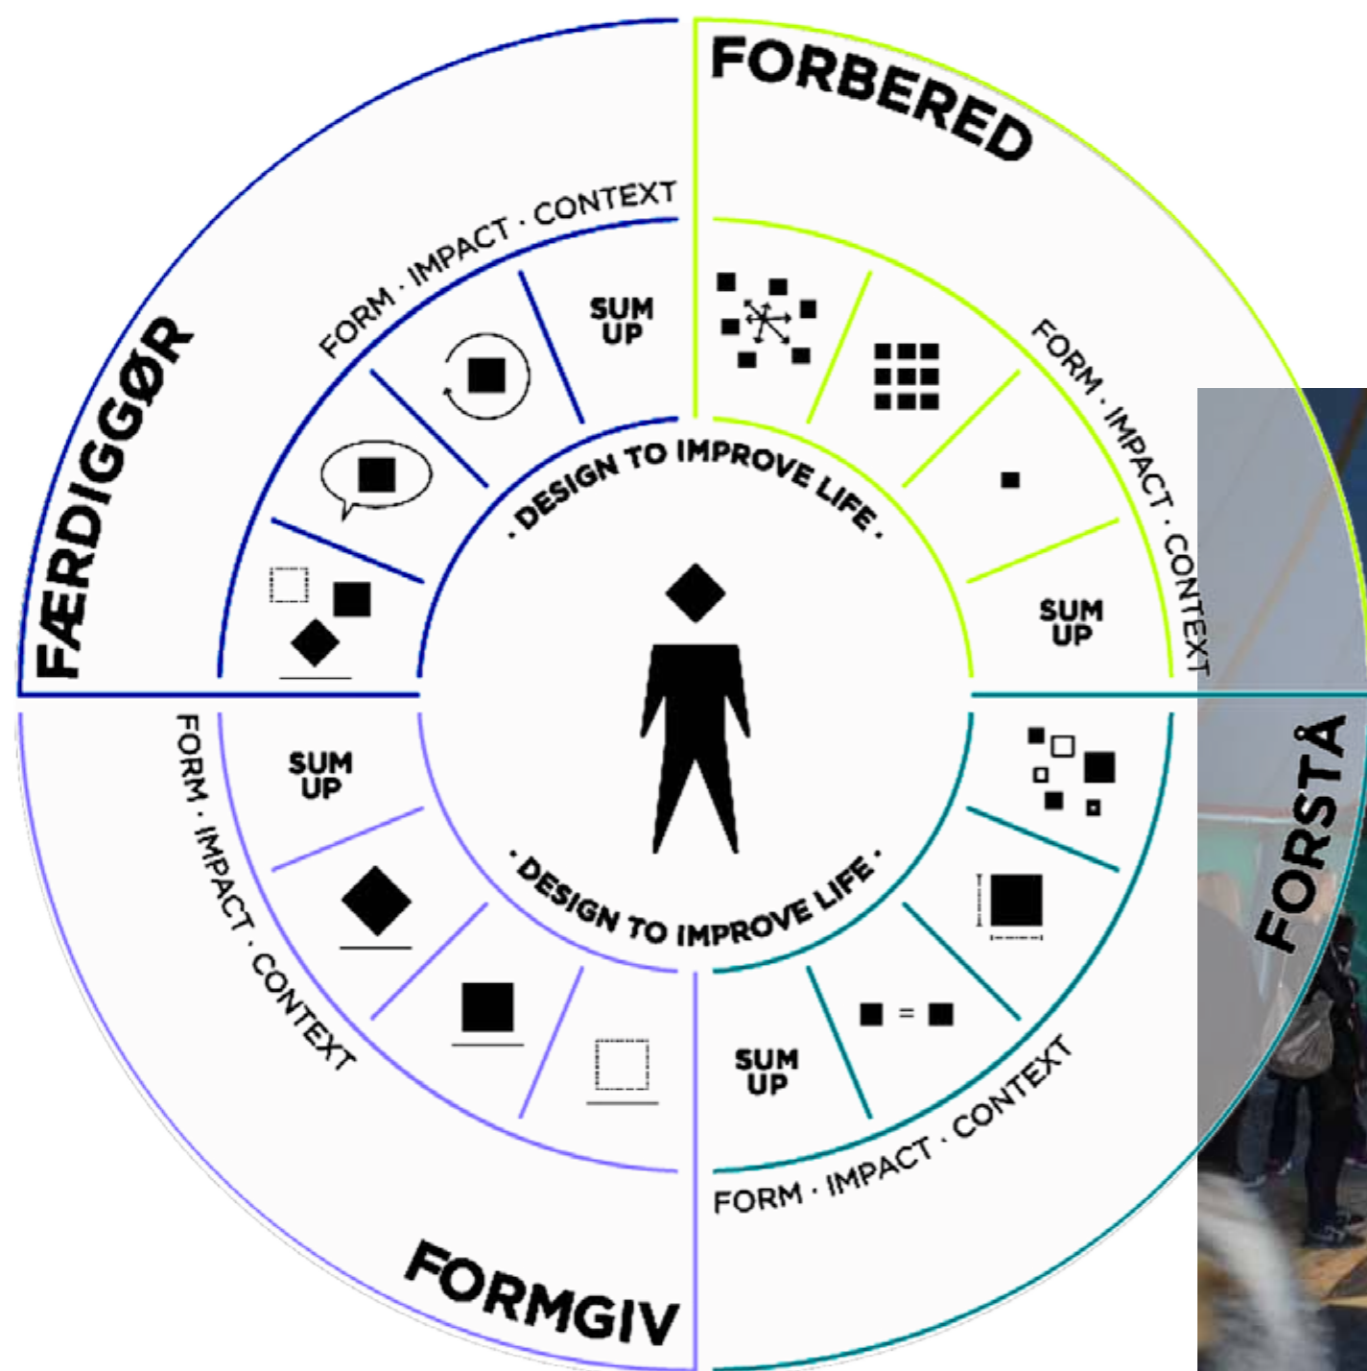 FORBERED
FORM · IMPACT · CONTEXT
SUM
UP
FORSTÅ
FORM · IMPACT · CONTEXT
=
SUM
UP
FORMGIV
FORM · IMPACT · CONTEXT
SUM
UP
FÆRDIGGØR
FORM · IMPACT · CONTEXT
SUM
UP
· DESIGN TO IMPROVE LIFE ·
· DESIGN TO IMPROVE LIFE ·